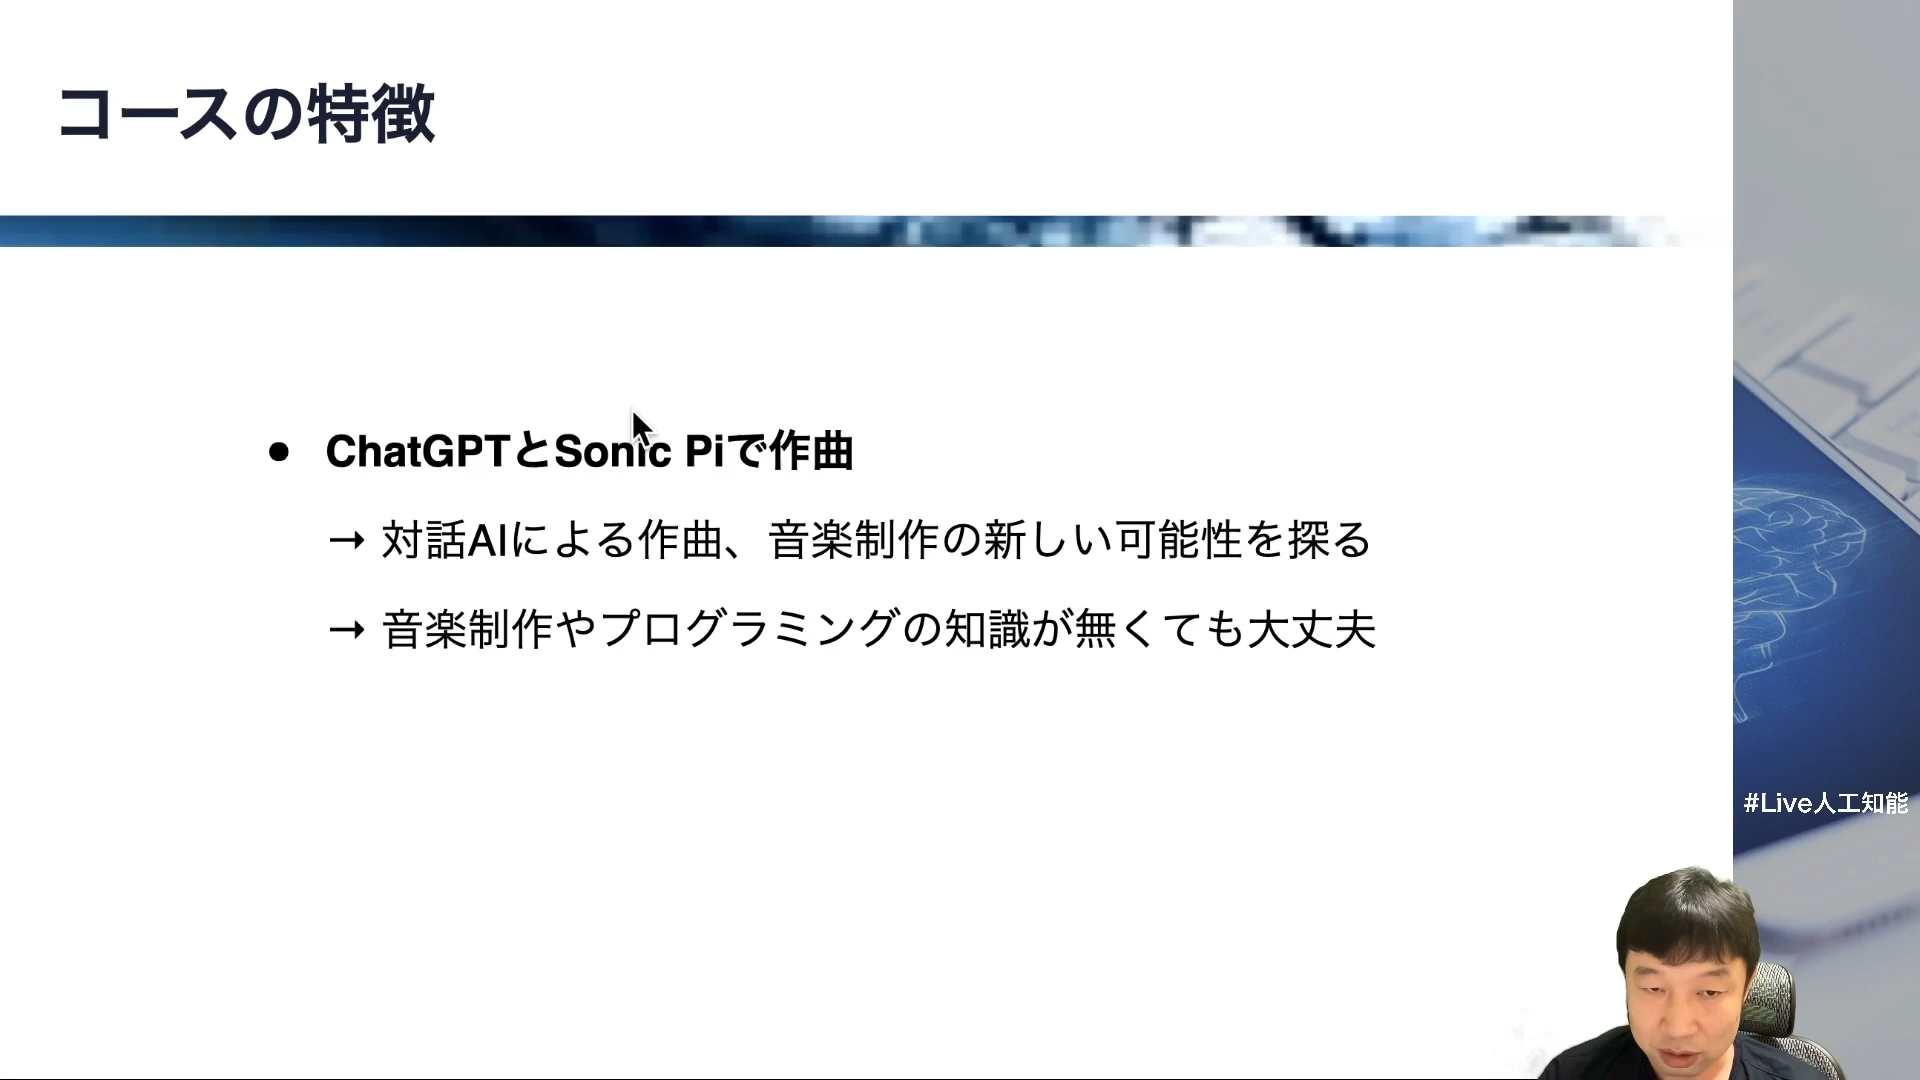 コースの特徴
● ChatGPTとSonic Piで作曲
→ 対話AIによる作曲、音楽制作の新しい可能性を探る
→ 音楽制作やプログラミングの知識が無くても大丈夫
#Live人工知能